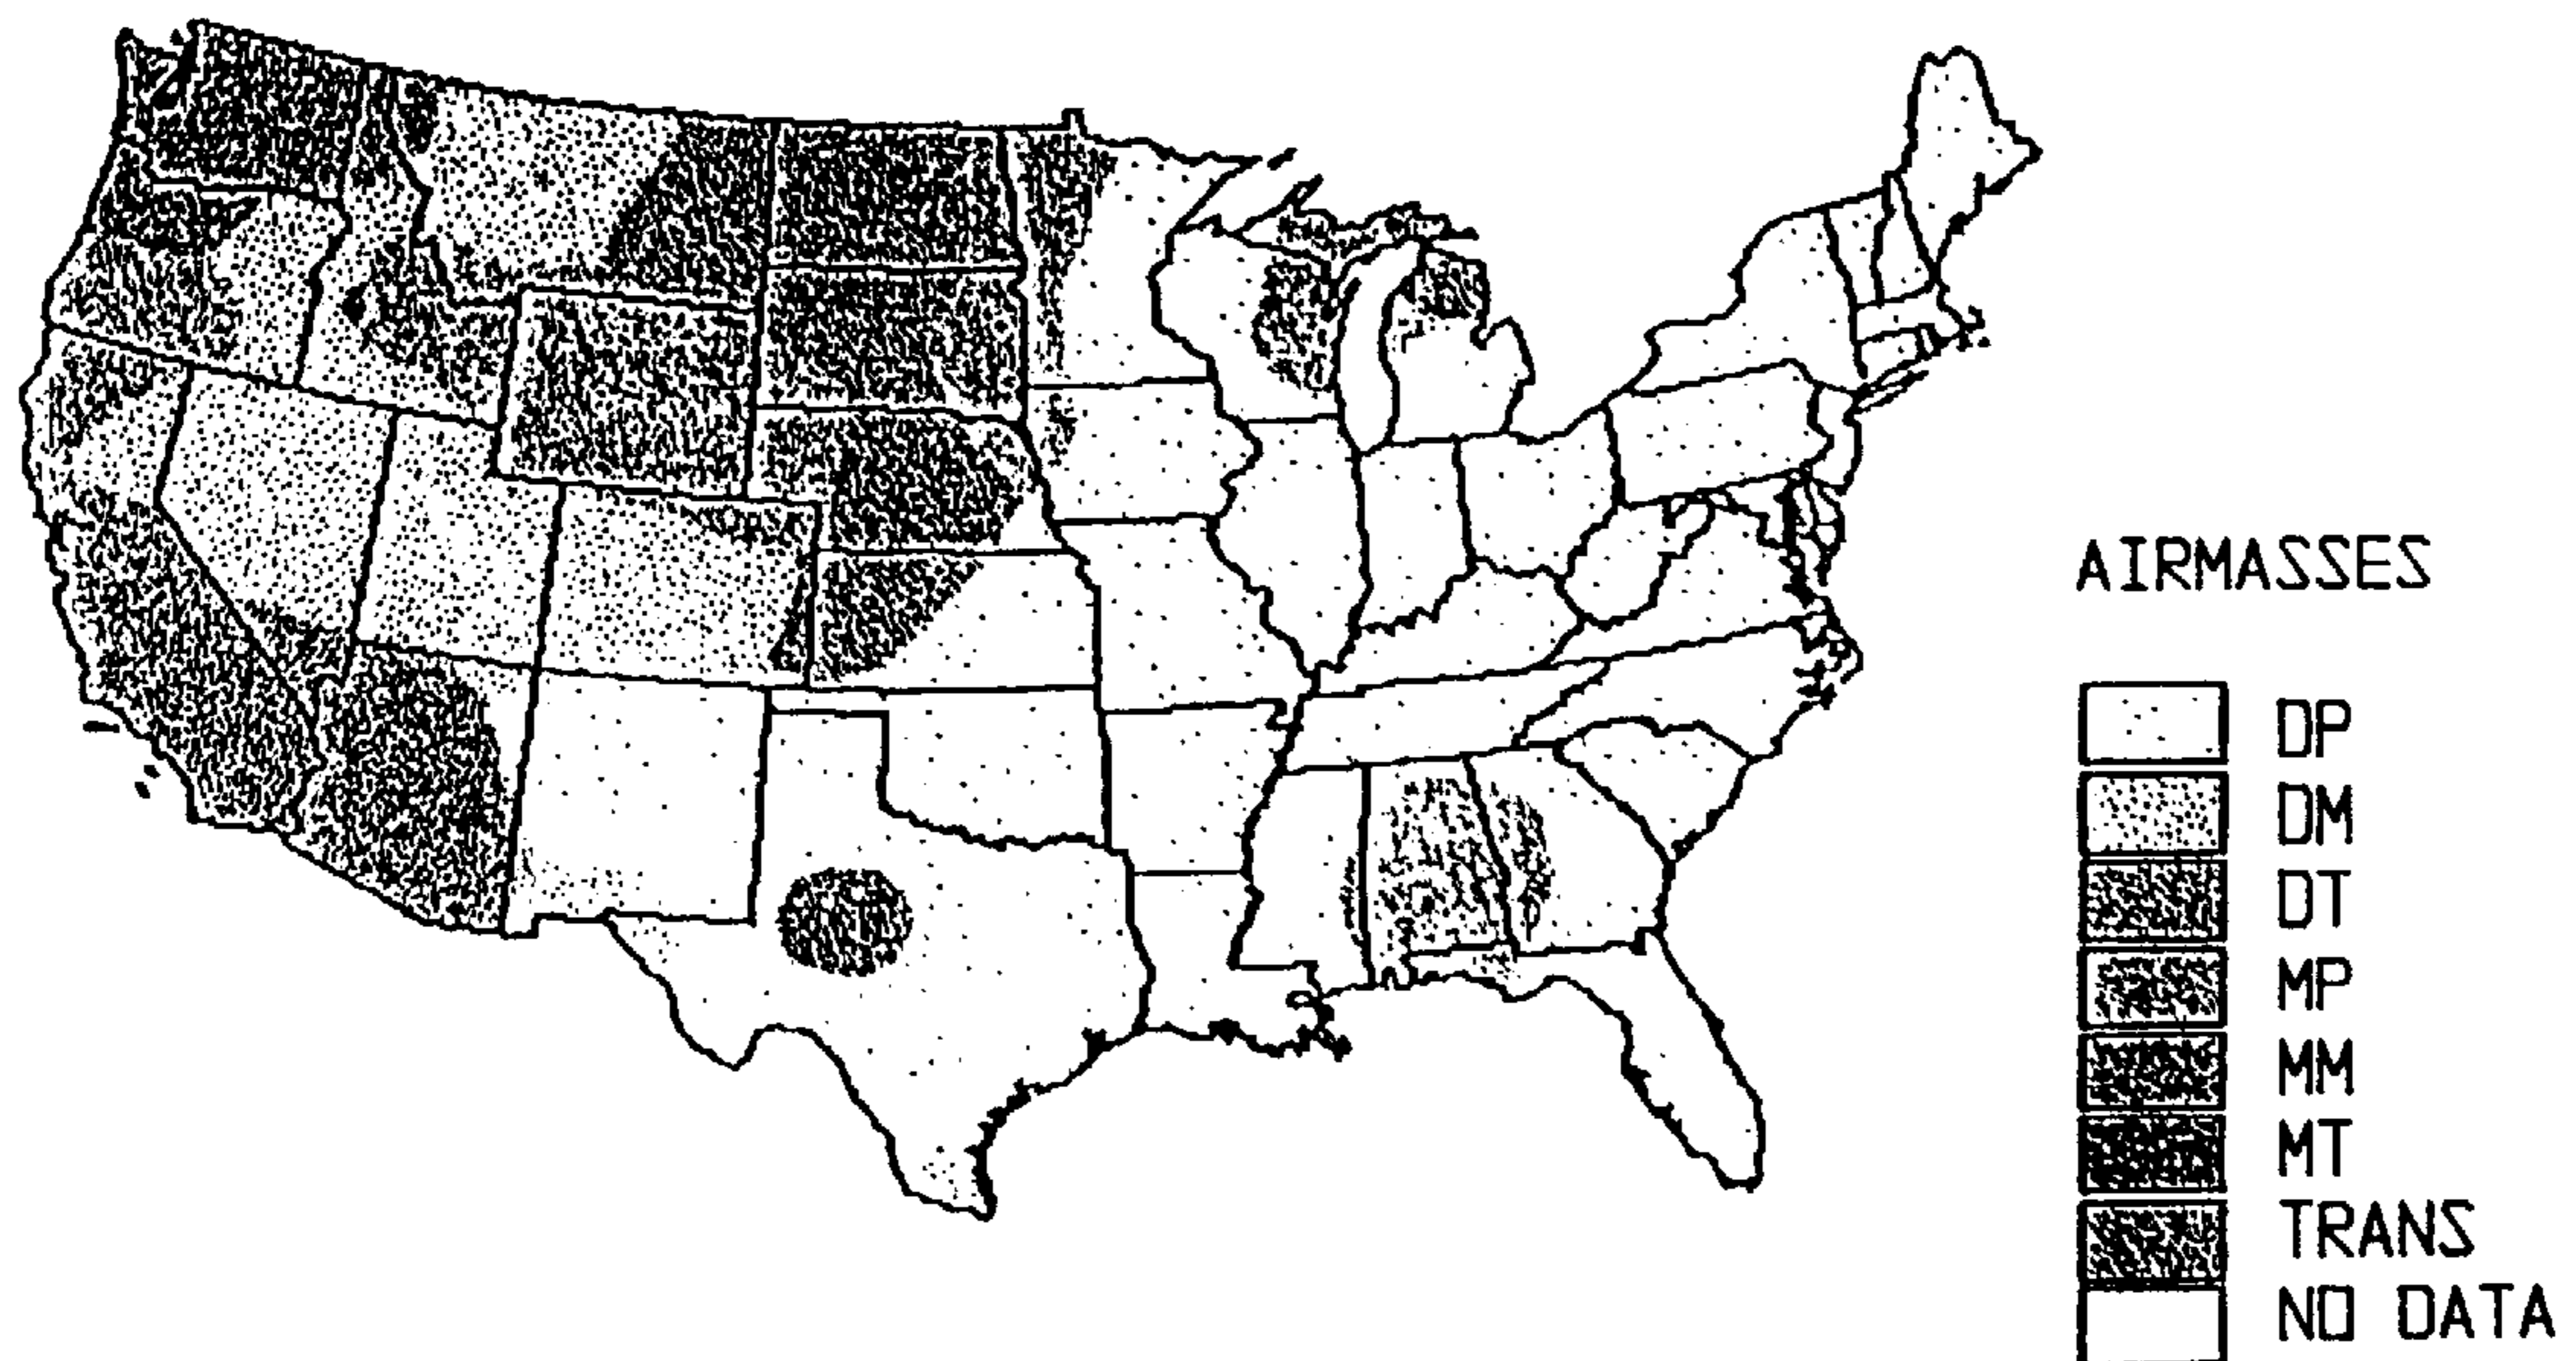 AIRMASSES
DP
DM
DT
MP
MM
MT
TRANS
NO DATA